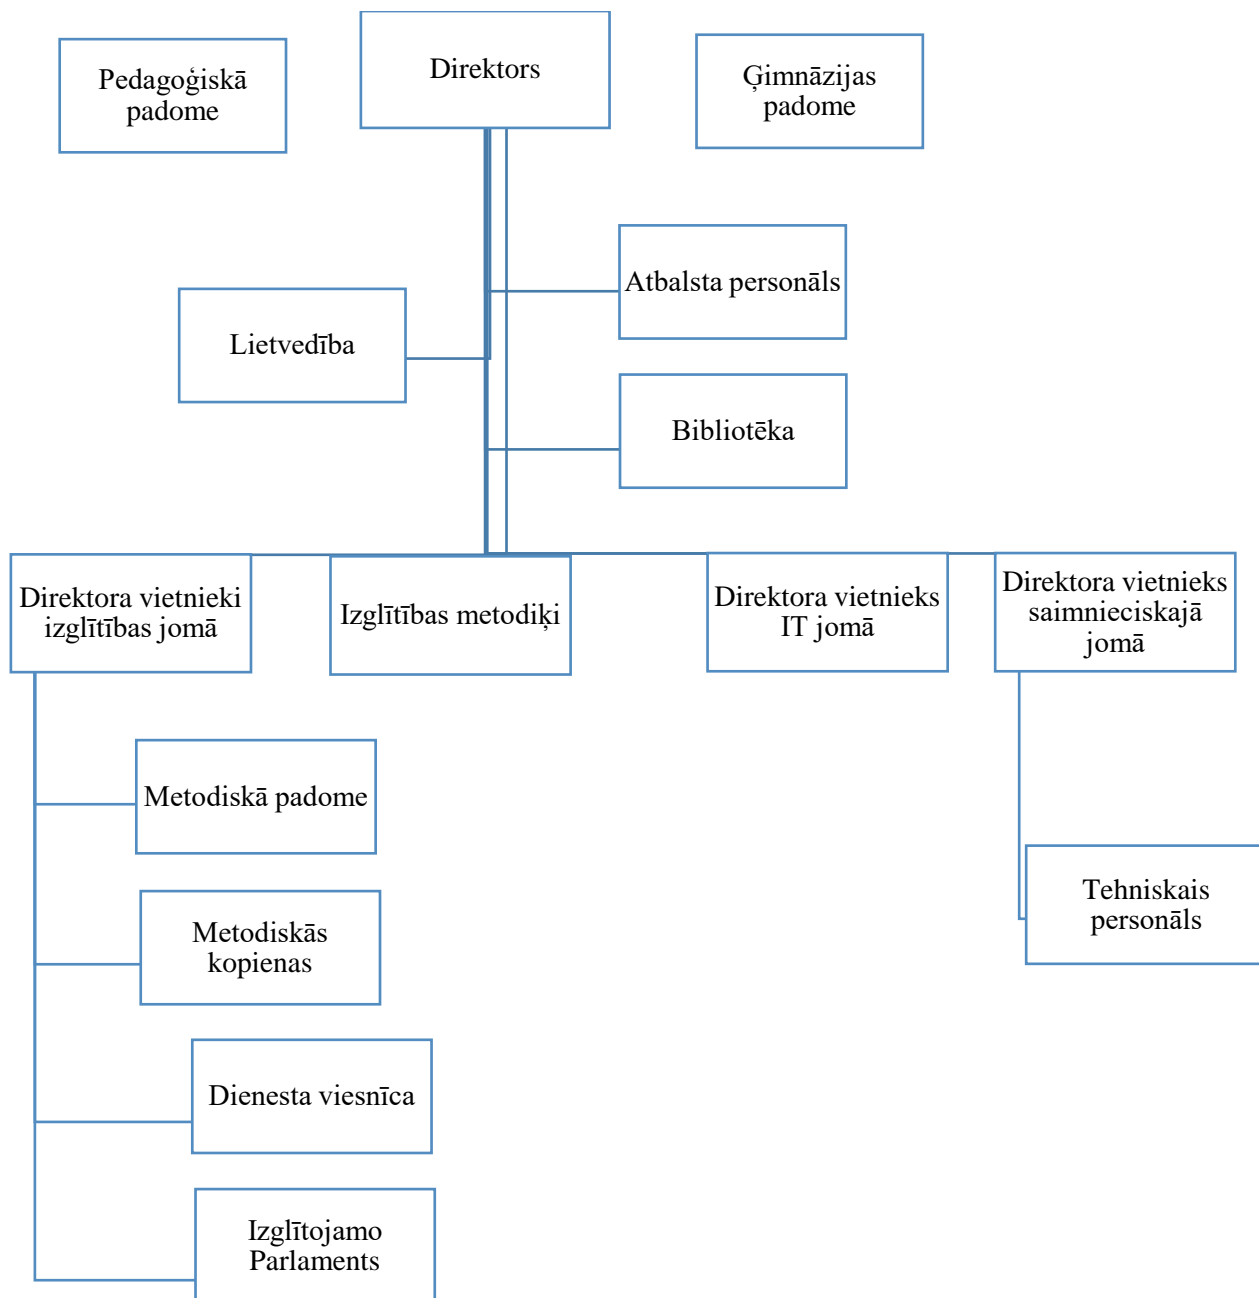 Pedagoģiskā
padome
Direktors
Ģimnāzijas
padome
Atbalsta personāls
Lietvedība
Bibliotēka
Direktora vietnieki
izglītības jomā
Izglītības metodiķi
Direktora vietnieks
IT jomā
Direktora vietnieks
saimnieciskajā
jomā
Metodiskā padome
Metodiskās
kopienas
Tehniskais
personāls
Dienesta viesnīca
Izglītojamo
Parlaments